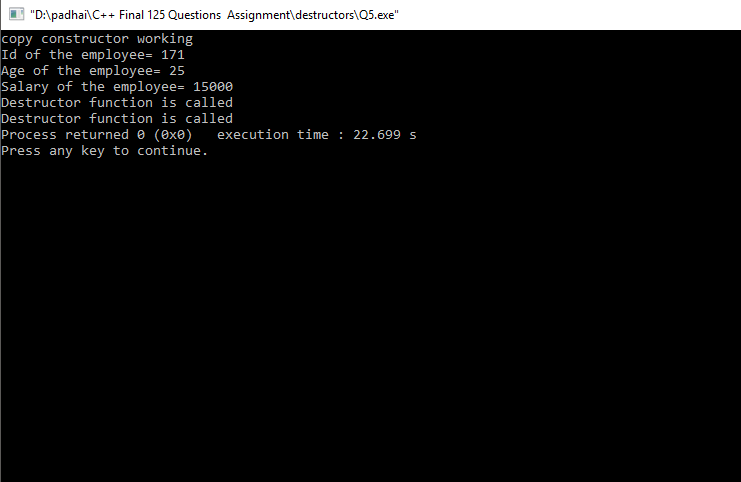 "D:\padhai\C++ Final 125 Questions  Assignment\destructors\Q5.exe"
copy constructor working
Id of the employee= 171
Age of the employee= 25
Salary of the employee= 15000
Destructor function is called
Destructor function is called
Process returned 0 (0x0)   execution time : 22.699 s
Press any key to continue.